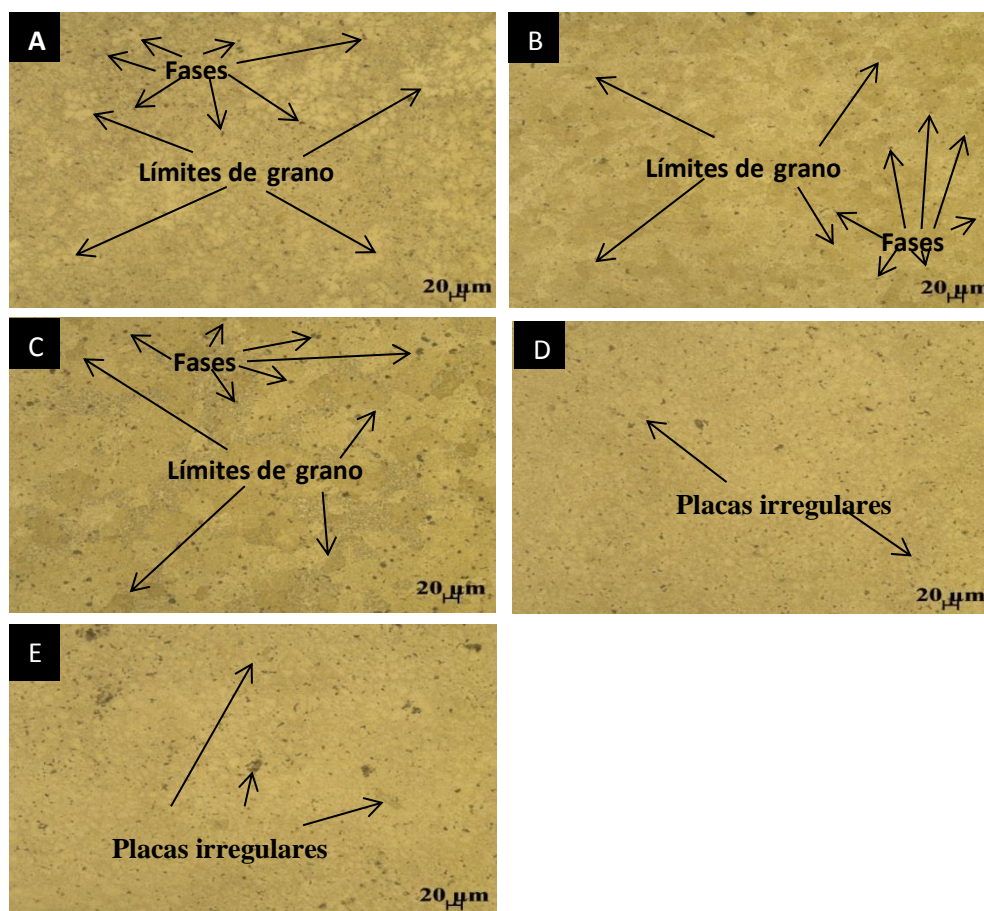 A
Fases
Límites de grano
20 µm
B
Límites de grano
Fases
20 µm
C
Fases
Límites de grano
20 µm
D
Placas irregulares
20 µm
E
Placas irregulares
20 µm